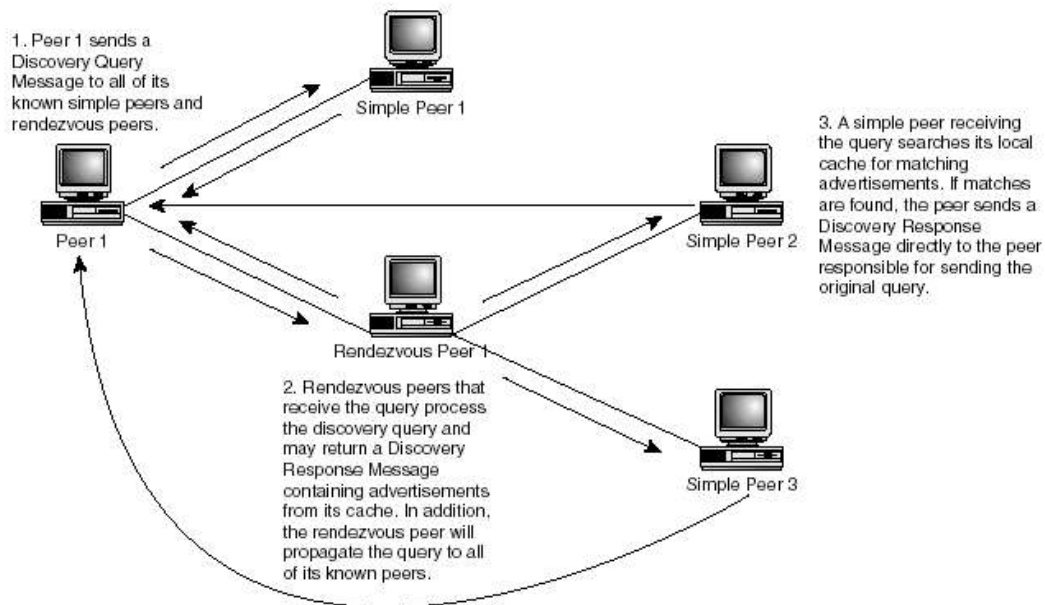 1. Peer 1 sends a
Discovery Query
Message to all of its
known simple peers and
rendezvous peers.
Simple Peer 1
Peer 1
Simple Peer 2
3. A simple peer receiving
the query searches its local
cache for matching
advertisements. If matches
are found, the peer sends a
Discovery Response
Message directly to the peer
responsible for sending the
original query.
Rendezvous Peer 1
2. Rendezvous peers that
receive the query process
the discovery query and
may return a Discovery
Response Message
containing advertisements
from its cache. In addition,
the rendezvous peer will
propagate the query to all
of its known peers.
Simple Peer 3